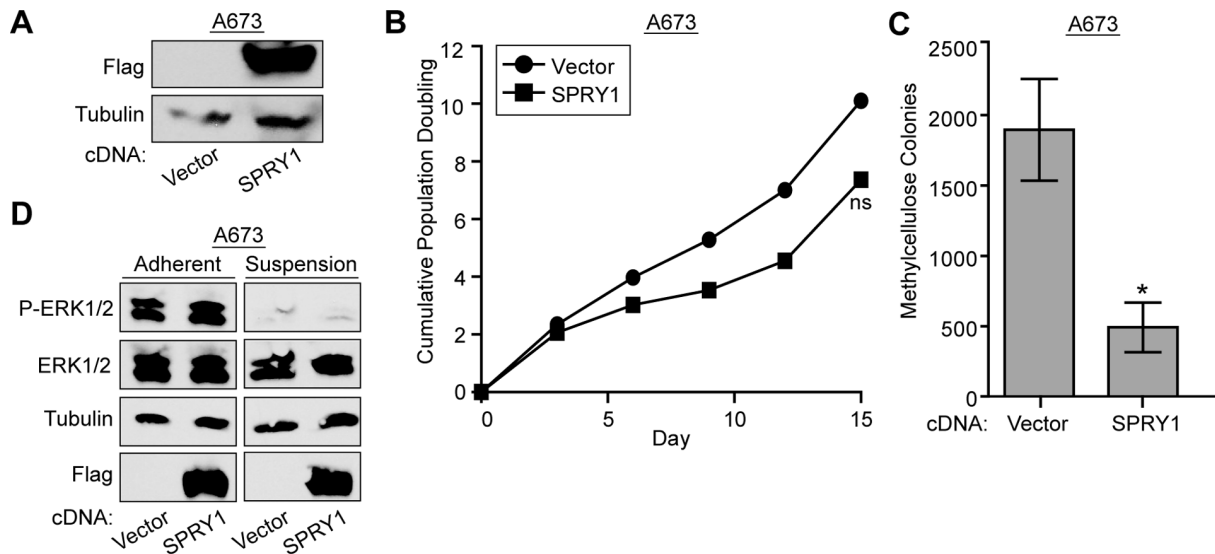 A
A673
Flag
Tubulin
cDNA:
Vector
SPRY1
B
A673
Cumulative Population Doubling
12
10
8
6
4
2
0
Vector
SPRY1
ns
0
5
10
15
Day
C
A673
Methylcellulose Colonies
2500
2000
1500
1000
500
0
*
cDNA:
Vector
SPRY1
D
A673
Adherent
Suspension
P-ERK1/2
ERK1/2
Tubulin
Flag
cDNA:
Vector
SPRY1
Vector
SPRY1